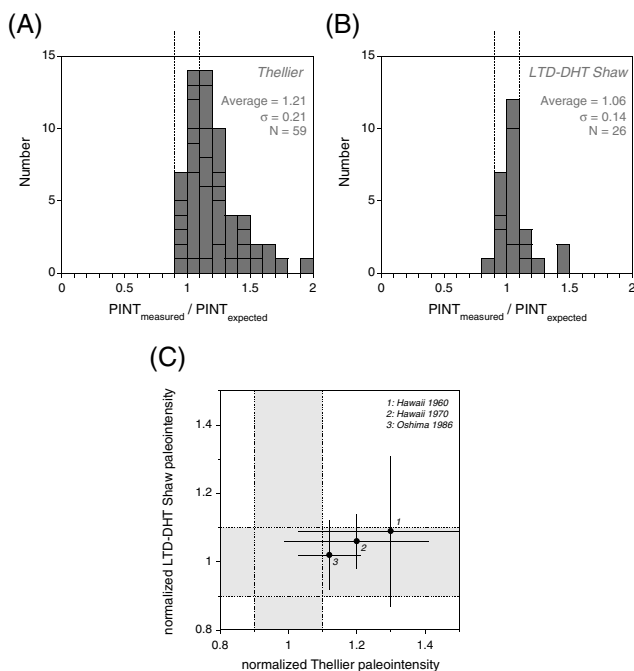 (A)
Thellier
Average = 1.21
σ = 0.21
N = 59
15
10
5
0
Number
0 0.5 1 1.5 2
PINTmeasured / PINTexpected
(B)
LTD-DHT Shaw
Average = 1.06
σ = 0.14
N = 26
15
10
5
0
Number
0 0.5 1 1.5 2
PINTmeasured / PINTexpected
(C)
1: Hawaii 1960
2: Hawaii 1970
3: Oshima 1986
1.4
1.2
1
0.8
normalized LTD-DHT Shaw paleointensity
1
2
3
0.8 1 1.2 1.4
normalized Thellier paleointensity